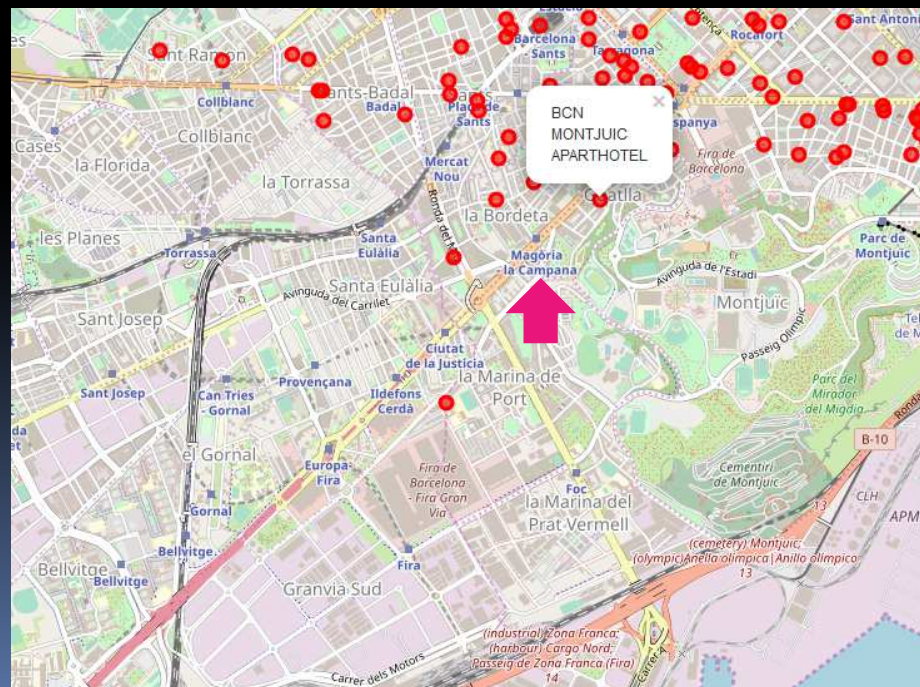 Estació
Barcelona
Sants
Tarragona
Rocafort
Sant Antoni
Sant Ramon
Collblanc
Sants-Badal
Badal
Sants
Plaça de
Sants
BCN
MONTJUIC
APARTHOTEL
×
Espanya
Fira de
Barcelona
Cases
la Florida
Collblanc
Mercat
Nou
la Torrassa
la Bordeta
Parc de
Montjuïc
les Planes
Torrassa
Santa
Eulàlia
Magòria
- la Campana
Avinguda de l'Estadi
Santa Eulàlia
Avinguda del Carrilet
Montjuïc
Sant Josep
Passeig Olímpic
Ciutat
de la Justícia
la Marina de
Port
Provençana
Ildefons
Cerdà
Sant Josep
Can Tries
- Gornal
Parc del
Mirador
del Migdia
B-10
el Gornal
Europa-
Fira
Fira de
Barcelona
- Fira Gran
Via
Cementiri
de Montjuïc
Gornal
Foc
la Marina del
Prat Vermell
13
CLH
APM
Bellvitge
Bellvitge
Bellvitge
Fira
(cemetery) Montjuïc;
(olympic)Anella olímpica|Anillo olímpico
13
Granvia Sud
(industrial) Zona Franca;
(harbour) Cargo Nord;
Passeig de Zona Franca (Fira)
14
Carrer dels Motors
Carrer A